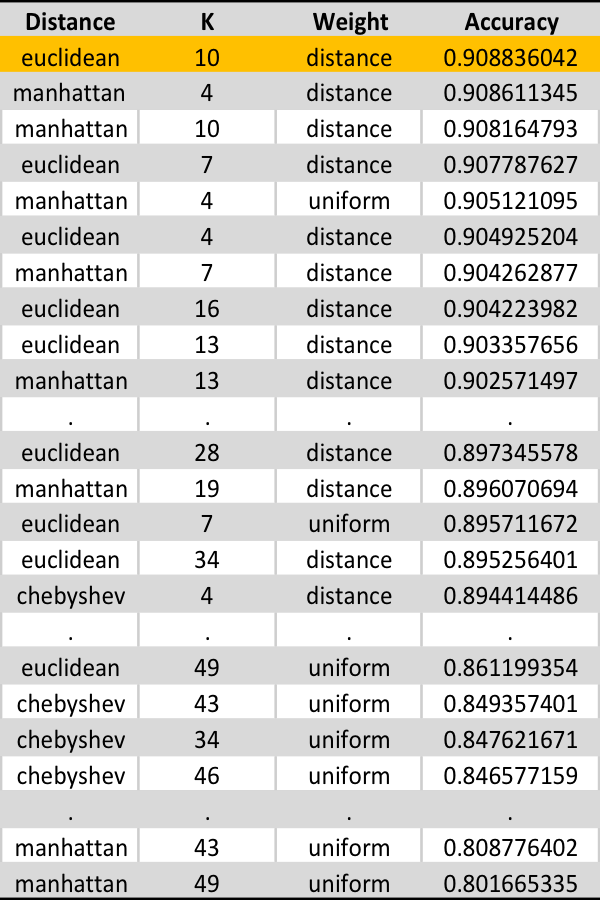 Distance K Weight Accuracy
euclidean 10 distance 0.908836042
manhattan 4 distance 0.908611345
manhattan 10 distance 0.908164793
euclidean 7 distance 0.907787627
manhattan 4 uniform 0.905121095
euclidean 4 distance 0.904925204
manhattan 7 distance 0.904262877
euclidean 16 distance 0.904223982
euclidean 13 distance 0.903357656
manhattan 13 distance 0.902571497
. . . .
euclidean 28 distance 0.897345578
manhattan 19 distance 0.896070694
euclidean 7 uniform 0.895711672
euclidean 34 distance 0.895256401
chebyshev 4 distance 0.894414486
. . . .
euclidean 49 uniform 0.861199354
chebyshev 43 uniform 0.849357401
chebyshev 34 uniform 0.847621671
chebyshev 46 uniform 0.846577159
. . . .
manhattan 43 uniform 0.808776402
manhattan 49 uniform 0.801665335